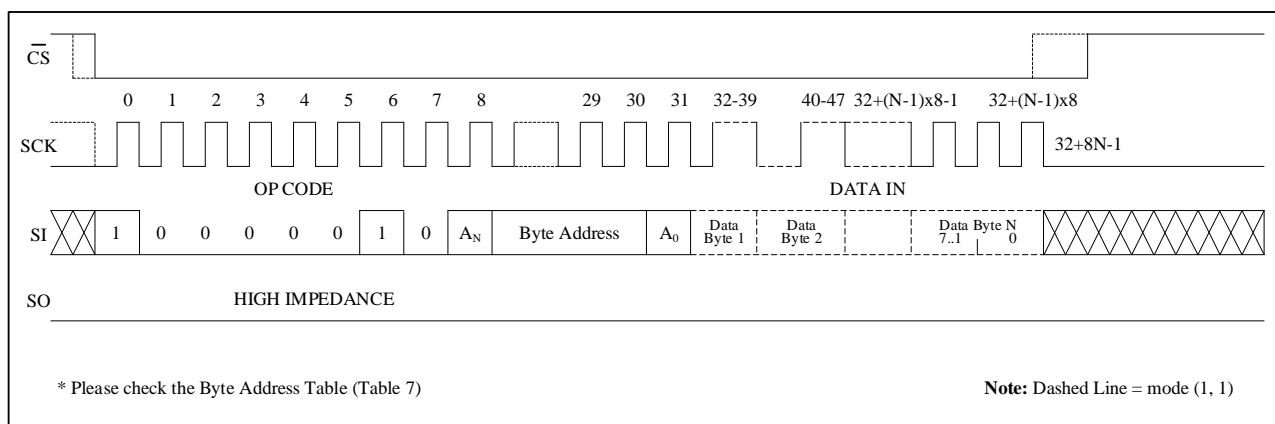 CS
0 1 2 3 4 5 6 7 8 29 30 31 32-39 40-47 32+(N-1)x8-1 32+(N-1)x8
SCK
32+8N-1
OP CODE DATA IN
SI 1 0 0 0 0 0 1 0 AN Byte Address A0 Data Byte 1 Data Byte 2 Data Byte N 7..1 0
SO HIGH IMPEDANCE
* Please check the Byte Address Table (Table 7) Note: Dashed Line = mode (1, 1)